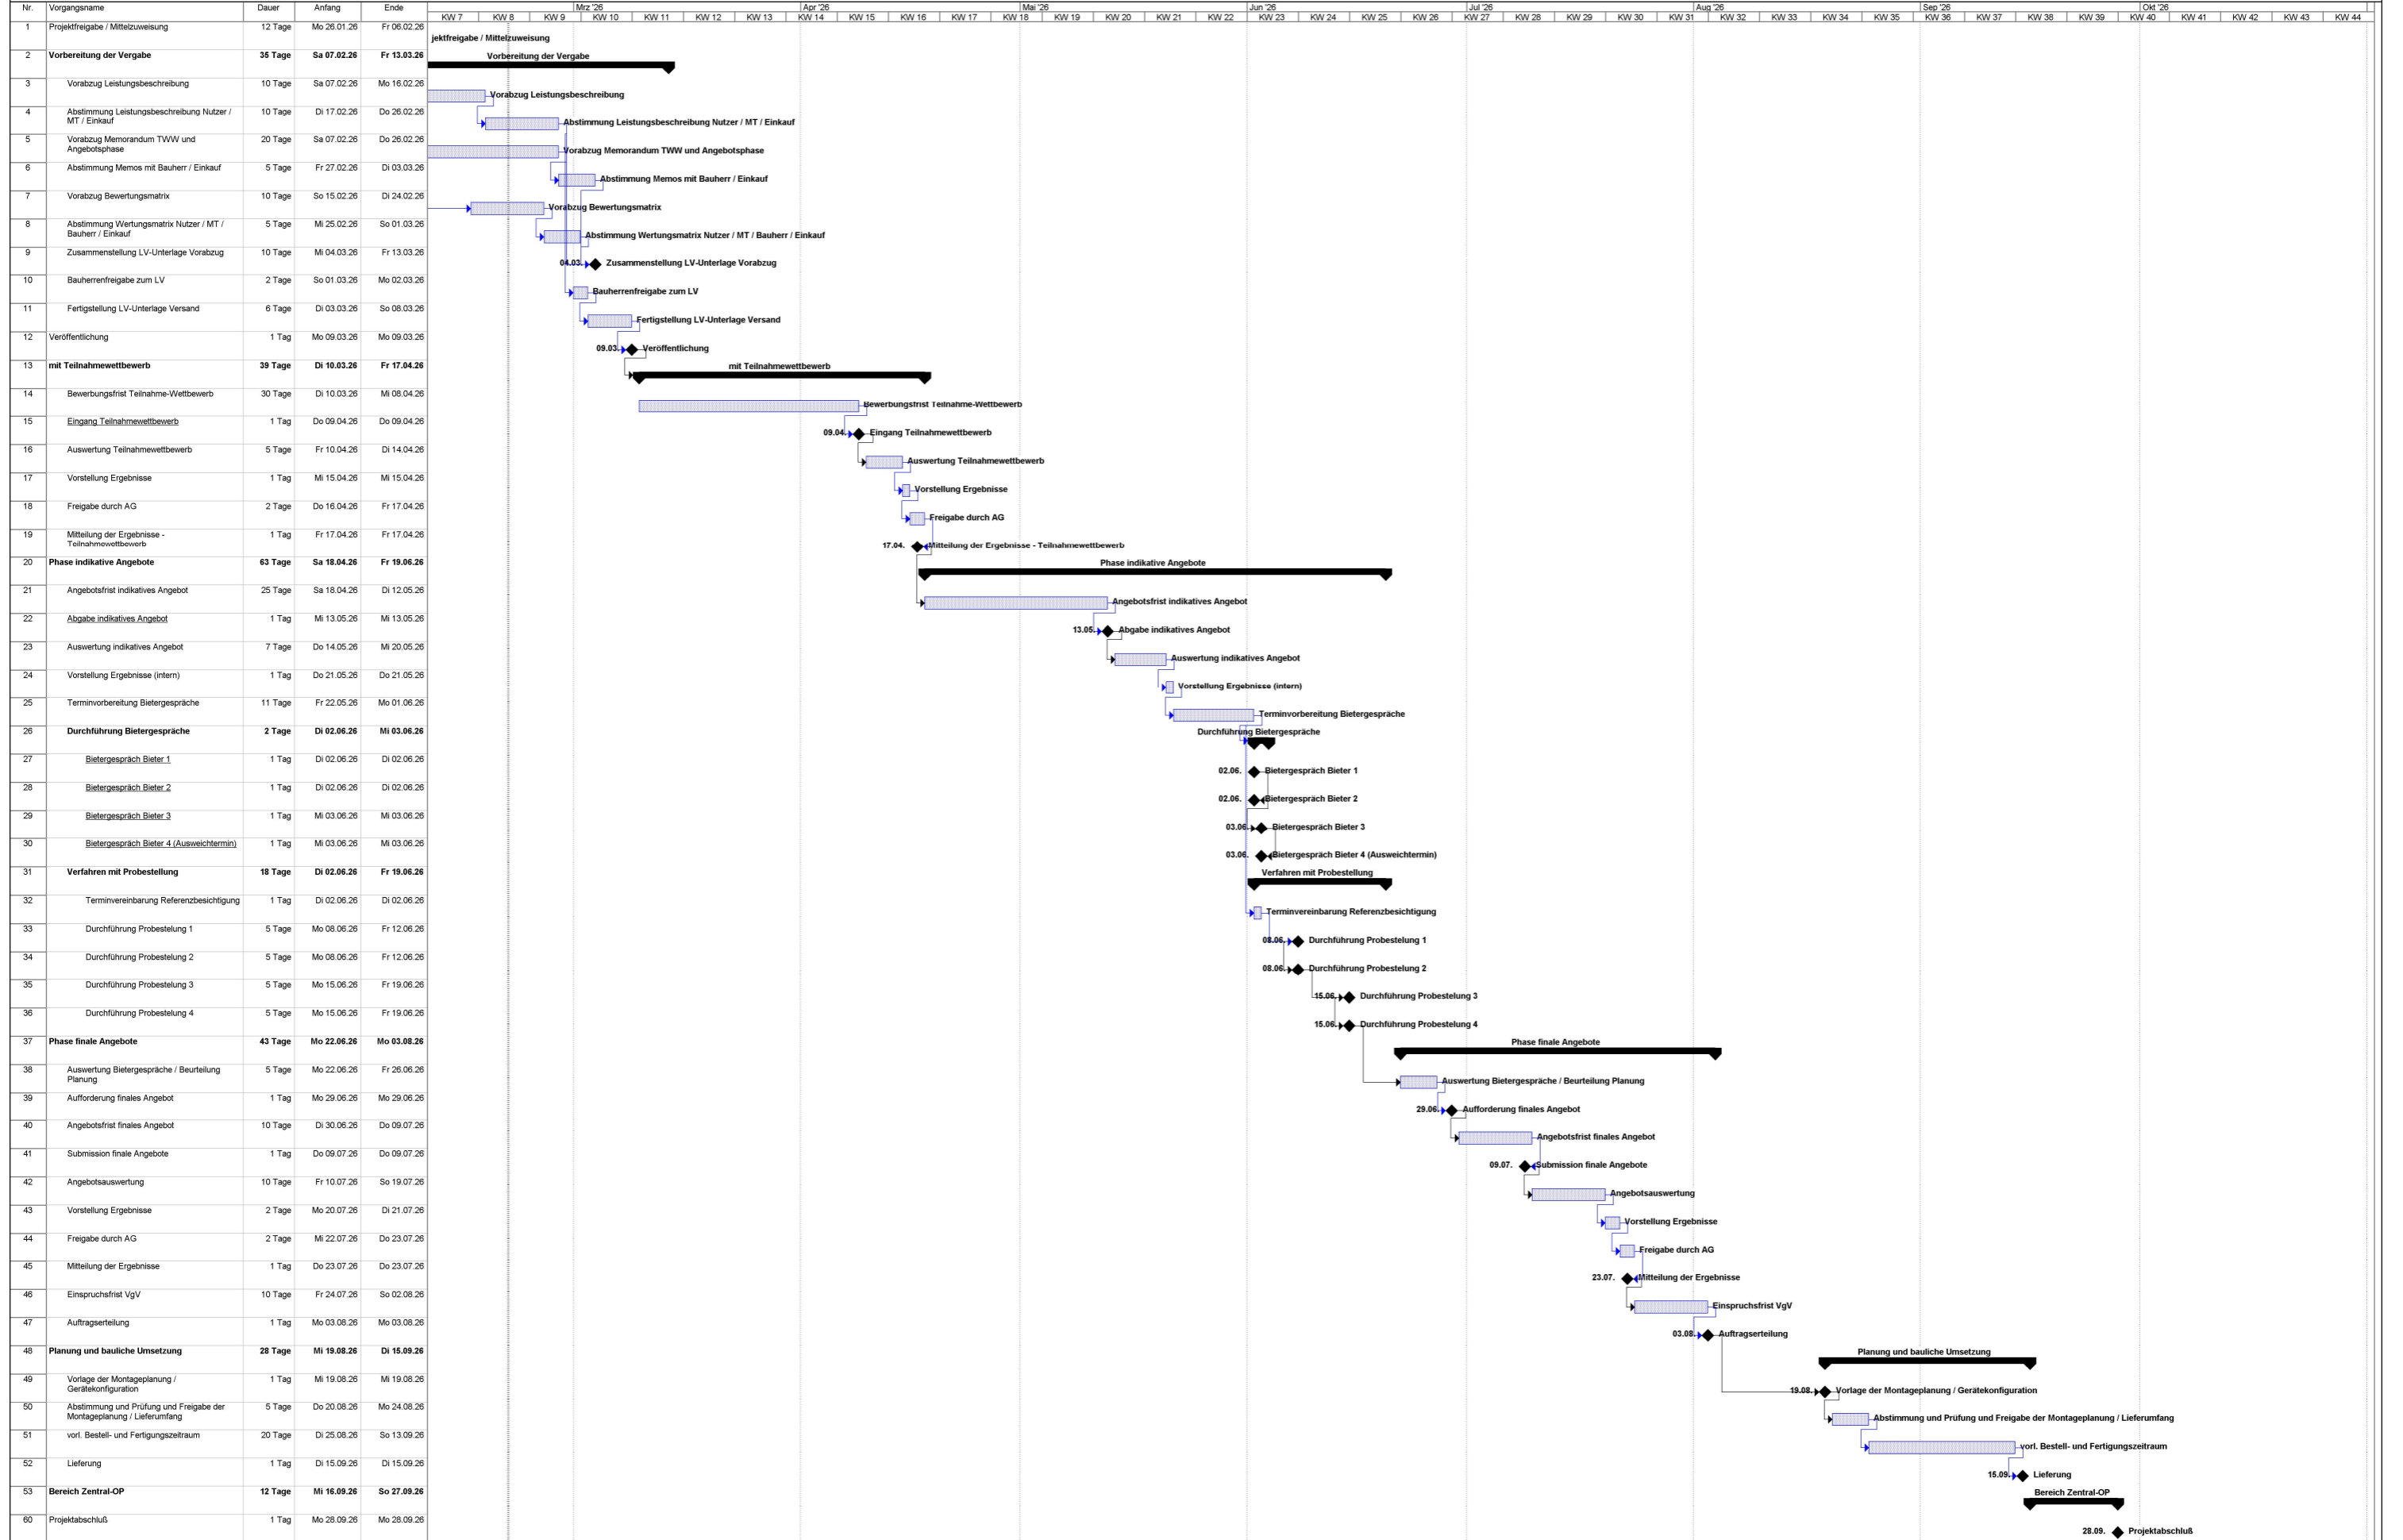 Nr. Vorgangsname Dauer Anfang Ende Mrz '26 Apr '26 Mai '26 Jun '26 Jul '26 Aug '26 Sep '26 Okt '26
KW 7 KW 8 KW 9 KW 10 KW 11 KW 12 KW 13 KW 14 KW 15 KW 16 KW 17 KW 18 KW 19 KW 20 KW 21 KW 22 KW 23 KW 24 KW 25 KW 26 KW 27 KW 28 KW 29 KW 30 KW 31 KW 32 KW 33 KW 34 KW 35 KW 36 KW 37 KW 38 KW 39 KW 40 KW 41 KW 42 KW 43 KW 44
1 Projektfreigabe / Mittelzuweisung 12 Tage Mo 26.01.26 Fr 06.02.26
jektfreigabe / Mittelzuweisung
2 Vorbereitung der Vergabe 35 Tage Sa 07.02.26 Fr 13.03.26 Vorbereitung der Vergabe
3 Vorabzug Leistungsbeschreibung 10 Tage Sa 07.02.26 Mo 16.02.26
Vorabzug Leistungsbeschreibung
4 Abstimmung Leistungsbeschreibung Nutzer / 10 Tage Di 17.02.26 Do 26.02.26
MT / Einkauf Abstimmung Leistungsbeschreibung Nutzer / MT / Einkauf
5 Vorabzug Memorandum TWW und 20 Tage Sa 07.02.26 Do 26.02.26
Angebotsphase Vorabzug Memorandum TWW und Angebotsphase
6 Abstimmung Memos mit Bauherr / Einkauf 5 Tage Fr 27.02.26 Di 03.03.26
Abstimmung Memos mit Bauherr / Einkauf
7 Vorabzug Bewertungsmatrix 10 Tage So 15.02.26 Di 24.02.26
Vorabzug Bewertungsmatrix
8 Abstimmung Wertungsmatrix Nutzer / MT / 5 Tage Mi 25.02.26 So 01.03.26
Bauherr / Einkauf Abstimmung Wertungsmatrix Nutzer / MT / Bauherr / Einkauf
9 Zusammenstellung LV-Unterlage Vorabzug 10 Tage Mi 04.03.26 Fr 13.03.26
04.03. Zusammenstellung LV-Unterlage Vorabzug
10 Bauherrenfreigabe zum LV 2 Tage So 01.03.26 Mo 02.03.26
Bauherrenfreigabe zum LV
11 Fertigstellung LV-Unterlage Versand 6 Tage Di 03.03.26 So 08.03.26
Fertigstellung LV-Unterlage Versand
12 Veröffentlichung 1 Tag Mo 09.03.26 Mo 09.03.26
09.03. Veröffentlichung
13 mit Teilnahmewettbewerb 39 Tage Di 10.03.26 Fr 17.04.26 mit Teilnahmewettbewerb
14 Bewerbungsfrist Teilnahme-Wettbewerb 30 Tage Di 10.03.26 Mi 08.04.26
Bewerbungsfrist Teilnahme-Wettbewerb
15 Eingang Teilnahmewettbewerb 1 Tag Do 09.04.26 Do 09.04.26
09.04. Eingang Teilnahmewettbewerb
16 Auswertung Teilnahmewettbewerb 5 Tage Fr 10.04.26 Di 14.04.26
Auswertung Teilnahmewettbewerb
17 Vorstellung Ergebnisse 1 Tag Mi 15.04.26 Mi 15.04.26
Vorstellung Ergebnisse
18 Freigabe durch AG 2 Tage Do 16.04.26 Fr 17.04.26
Freigabe durch AG
19 Mitteilung der Ergebnisse - 1 Tag Fr 17.04.26 Fr 17.04.26
Teilnahmewettbewerb 17.04. Mitteilung der Ergebnisse - Teilnahmewettbewerb
20 Phase indikative Angebote 63 Tage Sa 18.04.26 Fr 19.06.26 Phase indikative Angebote
21 Angebotsfrist indikatives Angebot 25 Tage Sa 18.04.26 Di 12.05.26
Angebotsfrist indikatives Angebot
22 Abgabe indikatives Angebot 1 Tag Mi 13.05.26 Mi 13.05.26
13.05. Abgabe indikatives Angebot
23 Auswertung indikatives Angebot 7 Tage Do 14.05.26 Mi 20.05.26
Auswertung indikatives Angebot
24 Vorstellung Ergebnisse (intern) 1 Tag Do 21.05.26 Do 21.05.26
Vorstellung Ergebnisse (intern)
25 Terminvorbereitung Bietergespräche 11 Tage Fr 22.05.26 Mo 01.06.26
Terminvorbereitung Bietergespräche
26 Durchführung Bietergespräche 2 Tage Di 02.06.26 Mi 03.06.26 Durchführung Bietergespräche
27 Bietergespräch Bieter 1 1 Tag Di 02.06.26 Di 02.06.26
02.06. Bietergespräch Bieter 1
28 Bietergespräch Bieter 2 1 Tag Di 02.06.26 Di 02.06.26
02.06. Bietergespräch Bieter 2
29 Bietergespräch Bieter 3 1 Tag Mi 03.06.26 Mi 03.06.26
03.06. Bietergespräch Bieter 3
30 Bietergespräch Bieter 4 (Ausweichtermin) 1 Tag Mi 03.06.26 Mi 03.06.26
03.06. Bietergespräch Bieter 4 (Ausweichtermin)
31 Verfahren mit Probestellung 18 Tage Di 02.06.26 Fr 19.06.26 Verfahren mit Probestellung
32 Terminvereinbarung Referenzbesichtigung 1 Tag Di 02.06.26 Di 02.06.26
Terminvereinbarung Referenzbesichtigung
33 Durchführung Probestelung 1 5 Tage Mo 08.06.26 Fr 12.06.26
08.06. Durchführung Probestelung 1
34 Durchführung Probestelung 2 5 Tage Mo 08.06.26 Fr 12.06.26
08.06. Durchführung Probestelung 2
35 Durchführung Probestelung 3 5 Tage Mo 15.06.26 Fr 19.06.26
15.06. Durchführung Probestelung 3
36 Durchführung Probestelung 4 5 Tage Mo 15.06.26 Fr 19.06.26
15.06. Durchführung Probestelung 4
37 Phase finale Angebote 43 Tage Mo 22.06.26 Mo 03.08.26 Phase finale Angebote
38 Auswertung Bietergespräche / Beurteilung 5 Tage Mo 22.06.26 Fr 26.06.26
Planung Auswertung Bietergespräche / Beurteilung Planung
39 Aufforderung finales Angebot 1 Tag Mo 29.06.26 Mo 29.06.26
29.06. Aufforderung finales Angebot
40 Angebotsfrist finales Angebot 10 Tage Di 30.06.26 Do 09.07.26
Angebotsfrist finales Angebot
41 Submission finale Angebote 1 Tag Do 09.07.26 Do 09.07.26
09.07. Submission finale Angebote
42 Angebotsauswertung 10 Tage Fr 10.07.26 So 19.07.26
Angebotsauswertung
43 Vorstellung Ergebnisse 2 Tage Mo 20.07.26 Di 21.07.26
Vorstellung Ergebnisse
44 Freigabe durch AG 2 Tage Mi 22.07.26 Do 23.07.26
Freigabe durch AG
45 Mitteilung der Ergebnisse 1 Tag Do 23.07.26 Do 23.07.26
23.07. Mitteilung der Ergebnisse
46 Einspruchsfrist VgV 10 Tage Fr 24.07.26 So 02.08.26
Einspruchsfrist VgV
47 Auftragserteilung 1 Tag Mo 03.08.26 Mo 03.08.26
03.08. Auftragserteilung
48 Planung und bauliche Umsetzung 28 Tage Mi 19.08.26 Di 15.09.26 Planung und bauliche Umsetzung
49 Vorlage der Montageplanung / 1 Tag Mi 19.08.26 Mi 19.08.26
Gerätekonfiguration 19.08. Vorlage der Montageplanung / Gerätekonfiguration
50 Abstimmung und Prüfung und Freigabe der 5 Tage Do 20.08.26 Mo 24.08.26
Montageplanung / Lieferumfang Abstimmung und Prüfung und Freigabe der Montageplanung / Lieferumfang
51 vorl. Bestell- und Fertigungszeitraum 20 Tage Di 25.08.26 So 13.09.26
vorl. Bestell- und Fertigungszeitraum
52 Lieferung 1 Tag Di 15.09.26 Di 15.09.26
15.09. Lieferung
53 Bereich Zentral-OP 12 Tage Mi 16.09.26 So 27.09.26 Bereich Zentral-OP
60 Projektabschluß 1 Tag Mo 28.09.26 Mo 28.09.26
28.09. Projektabschluß